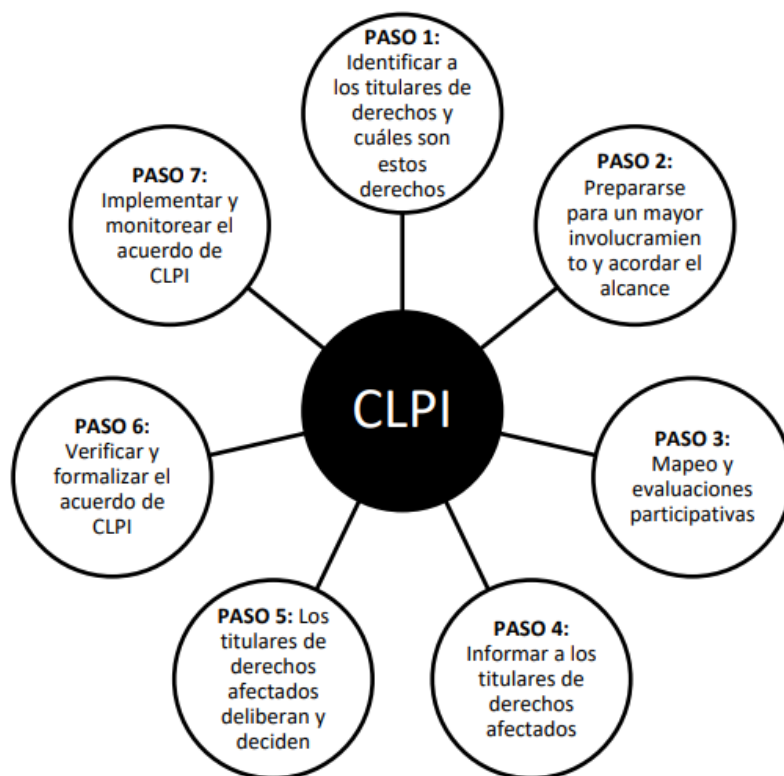 PASO 1:
Identificar a
los titulares de
derechos y
cuáles son
estos
derechos
PASO 2:
Prepararse
para un mayor
involucramien
to y acordar el
alcance
PASO 3:
Mapeo y
evaluaciones
participativas
PASO 4:
Informar a los
titulares de
derechos
afectados
PASO 5: Los
titulares de
derechos
afectados
deliberan y
deciden
PASO 6:
Verificar y
formalizar el
acuerdo de
CLPI
PASO 7:
Implementar y
monitorear el
acuerdo de
CLPI
CLPI